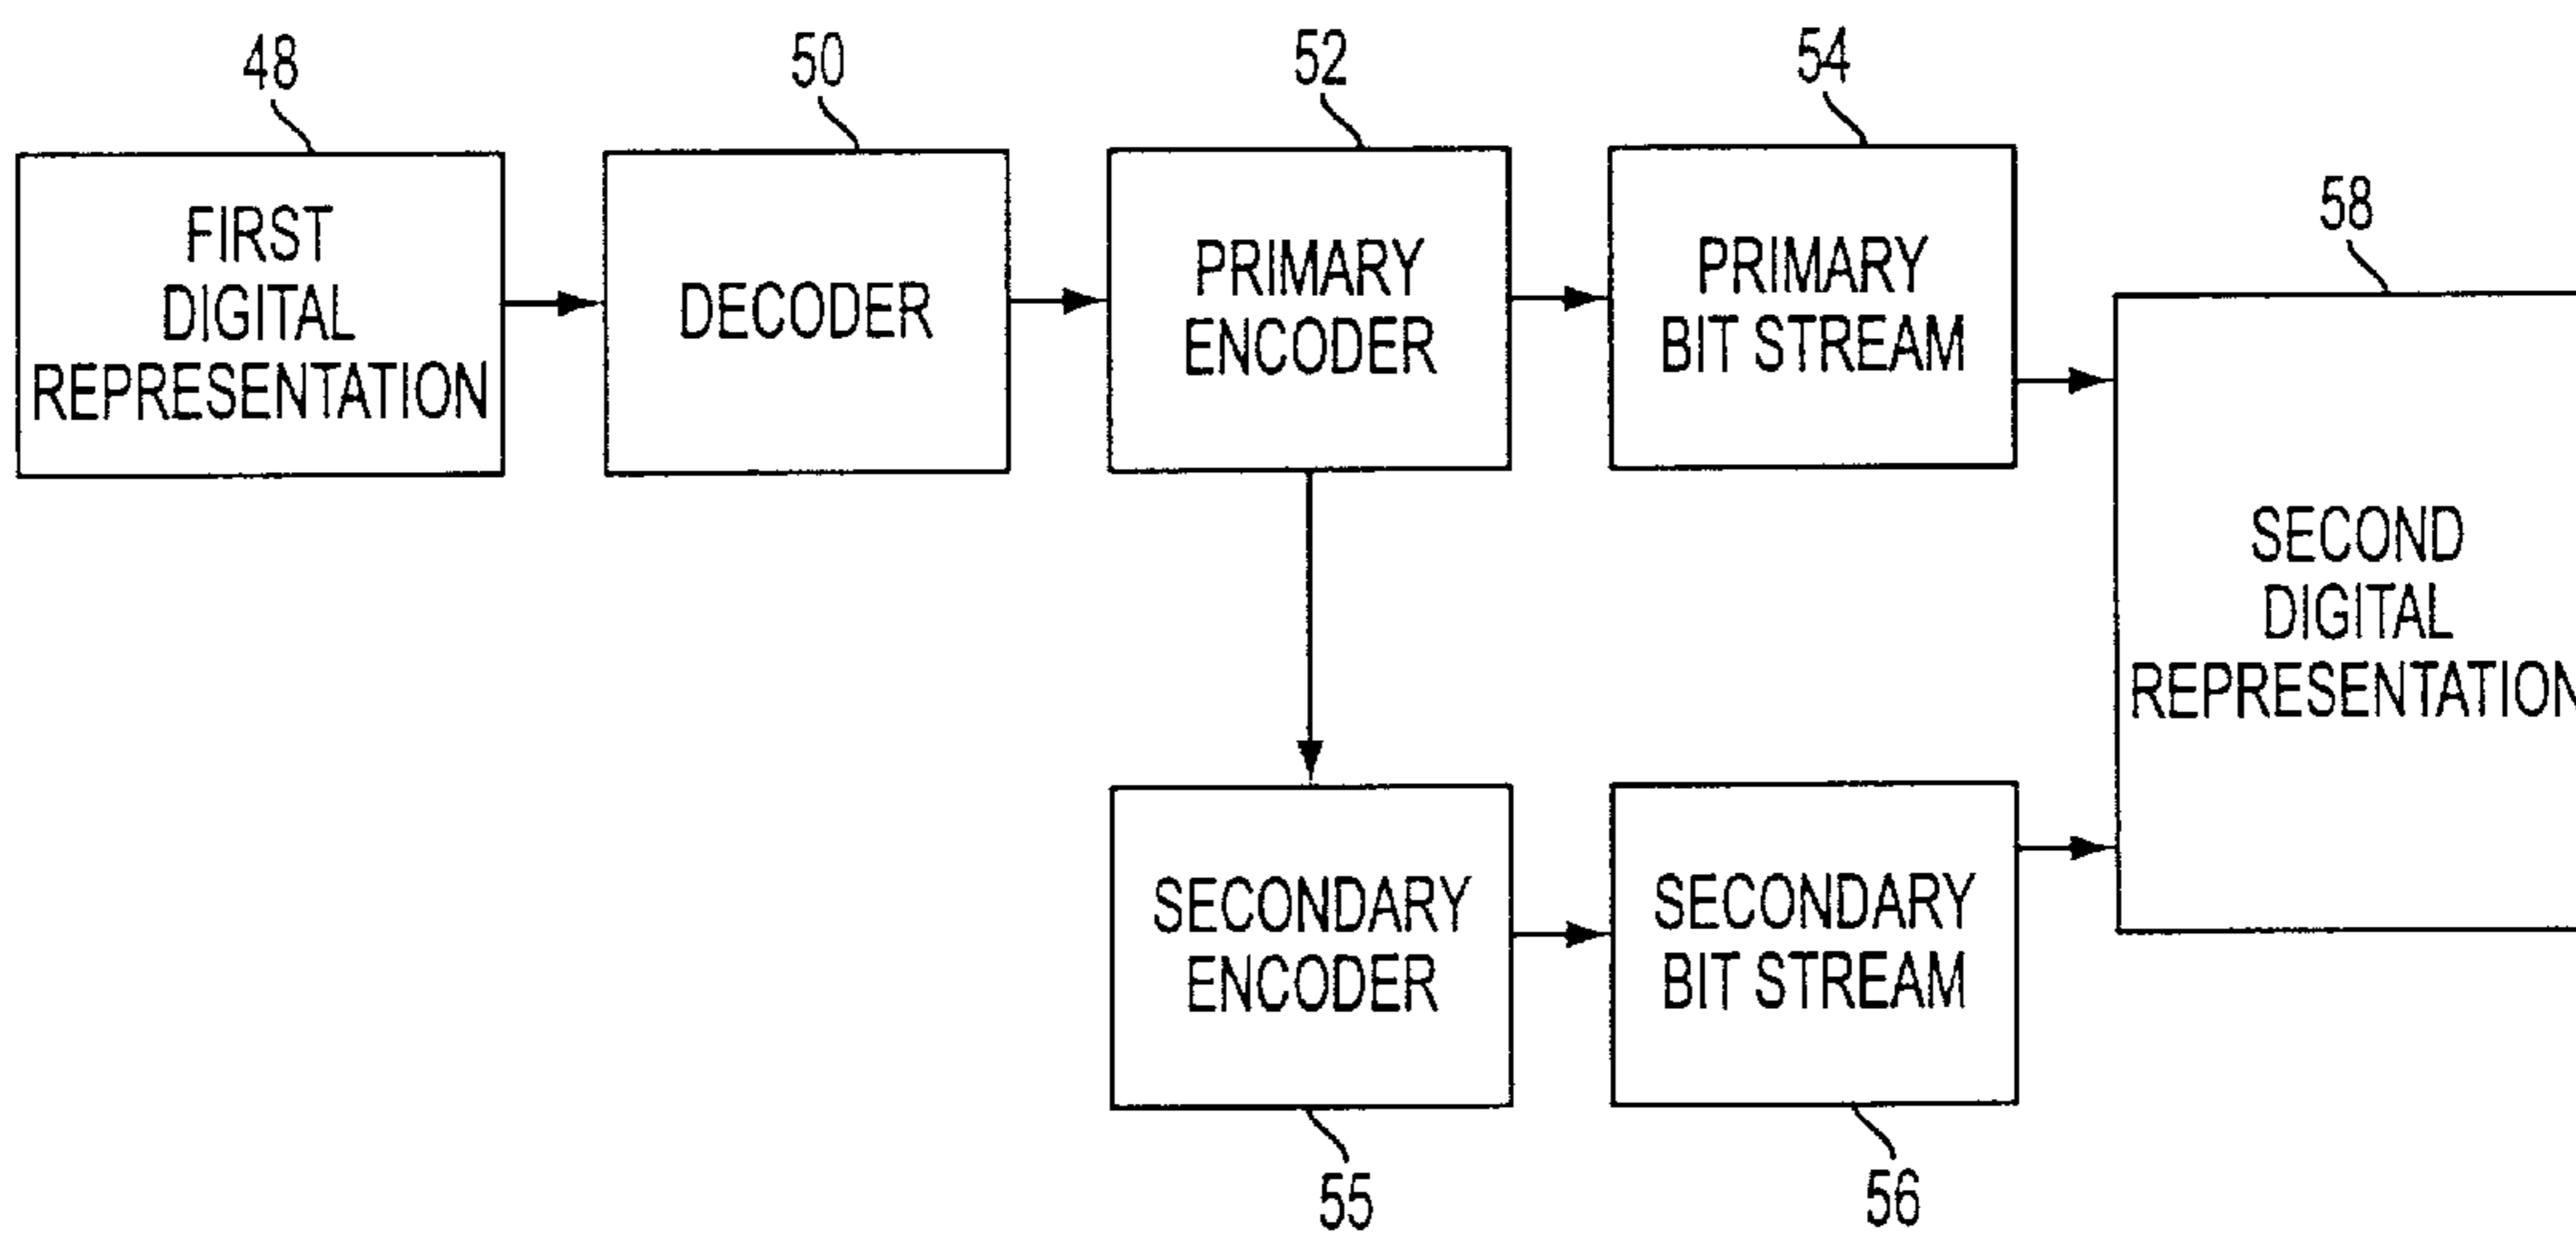 48
50
52
54
58
FIRST
DIGITAL
REPRESENTATION
DECODER
PRIMARY
ENCODER
PRIMARY
BIT STREAM
SECOND
DIGITAL
REPRESENTATION
SECONDARY
ENCODER
SECONDARY
BIT STREAM
55
56